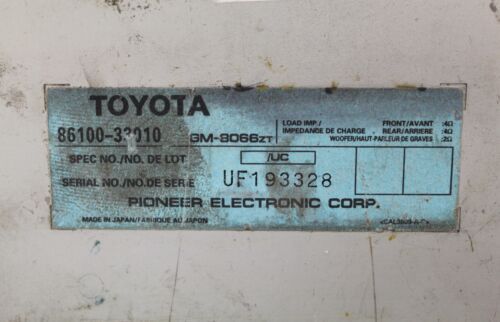 TOYOTA
86100-33010 GM-8066ZT
LOAD IMP./ FRONT/AVANT :4Ω
IMPEDANCE DE CHARGE REAR/ARRIERE :4Ω
WOOFER/HAUT-PARLEUR DE GRAVES :2Ω
SPEC NO./NO. DE LOT /UC
SERIAL NO./NO. DE SERIE UF193328
PIONEER ELECTRONIC CORP.
MADE IN JAPAN/FABRIQUE AU JAPON